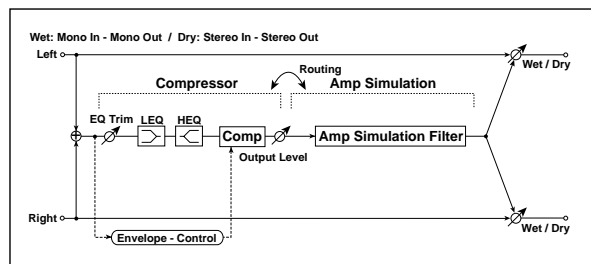 Wet: Mono In - Mono Out / Dry: Stereo In - Stereo Out
Left
Wet / Dry
Routing
Compressor
Amp Simulation
EQ Trim
LEQ
HEQ
Comp
Amp Simulation Filter
Output Level
Right
Wet / Dry
Envelope - Control